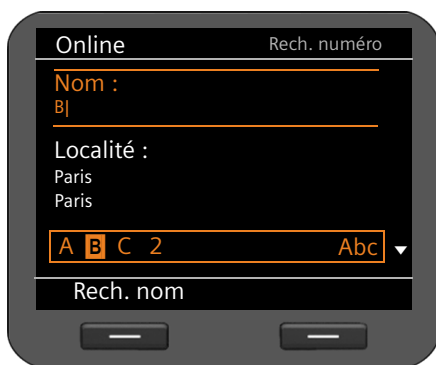 Online Rech. numéro
Nom :
B|
Localité :
Paris
Paris
A B C 2 Abc
Rech. nom